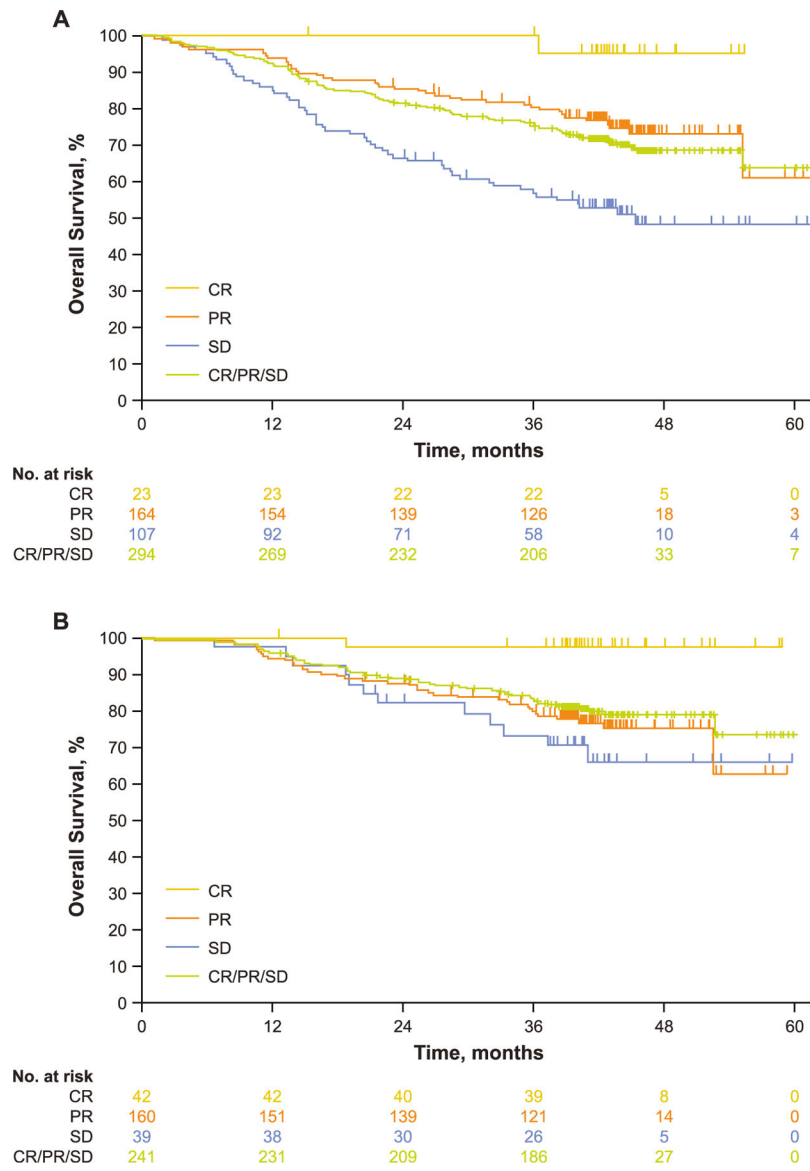 A
100
90
80
70
60
50
40
30
20
10
0
Overall Survival, %
CR
PR
SD
CR/PR/SD
0 12 24 36 48 60
Time, months
No. at risk
CR 23 23 22 22 5 0
PR 164 154 139 126 18 3
SD 107 92 71 58 10 4
CR/PR/SD 294 269 232 206 33 7
B
100
90
80
70
60
50
40
30
20
10
0
Overall Survival, %
CR
PR
SD
CR/PR/SD
0 12 24 36 48 60
Time, months
No. at risk
CR 42 42 40 39 8 0
PR 160 151 139 121 14 0
SD 39 38 30 26 5 0
CR/PR/SD 241 231 209 186 27 0